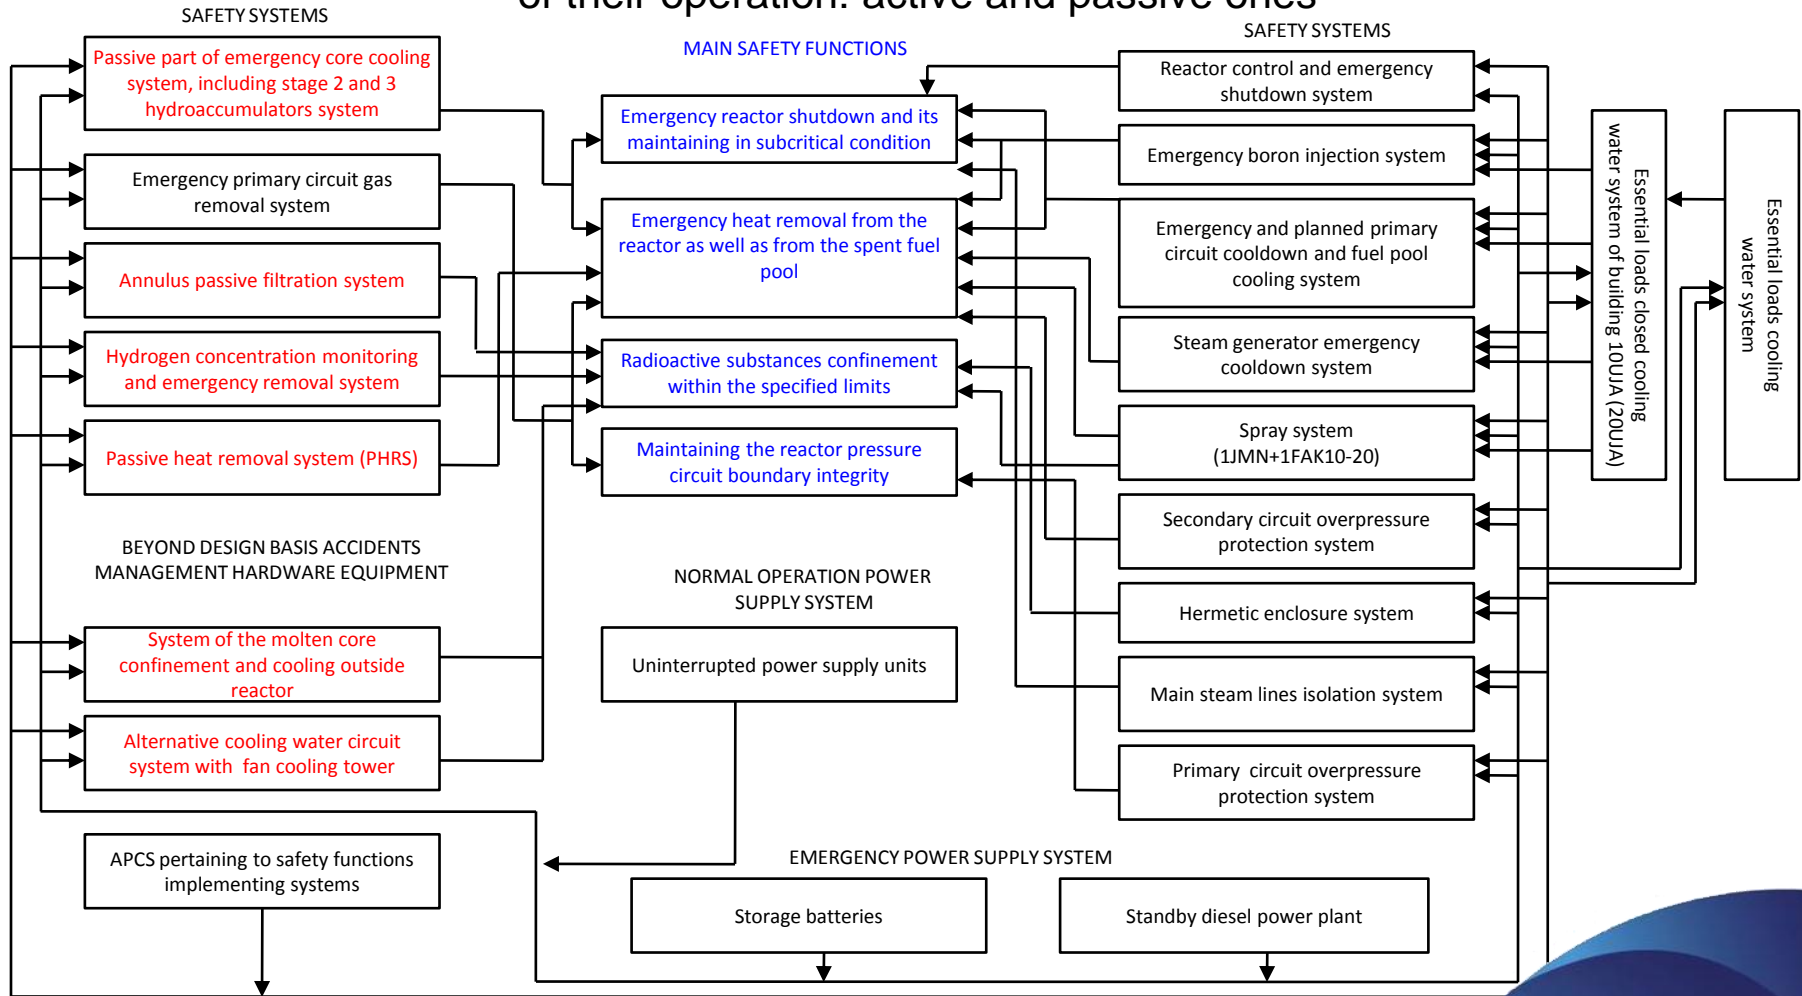 of their operation: active and passive ones
SAFETY SYSTEMS
Passive part of emergency core cooling
system, including stage 2 and 3
hydroaccumulators system
Emergency primary circuit gas
removal system
Annulus passive filtration system
Hydrogen concentration monitoring
and emergency removal system
Passive heat removal system (PHRS)
BEYOND DESIGN BASIS ACCIDENTS
MANAGEMENT HARDWARE EQUIPMENT
System of the molten core
confinement and cooling outside
reactor
Alternative cooling water circuit
system with fan cooling tower
APCS pertaining to safety functions
implementing systems
MAIN SAFETY FUNCTIONS
Emergency reactor shutdown and its
maintaining in subcritical condition
Emergency heat removal from the
reactor as well as from the spent fuel
pool
Radioactive substances confinement
within the specified limits
Maintaining the reactor pressure
circuit boundary integrity
NORMAL OPERATION POWER
SUPPLY SYSTEM
Uninterrupted power supply units
EMERGENCY POWER SUPPLY SYSTEM
Storage batteries
Standby diesel power plant
SAFETY SYSTEMS
Reactor control and emergency
shutdown system
Emergency boron injection system
Emergency and planned primary
circuit cooldown and fuel pool
cooling system
Steam generator emergency
cooldown system
Spray system
(1JMN+1FAK10-20)
Secondary circuit overpressure
protection system
Hermetic enclosure system
Main steam lines isolation system
Primary circuit overpressure
protection system
Essential loads closed cooling
water system of building 10UJA (20UJA)
Essential loads cooling
water system